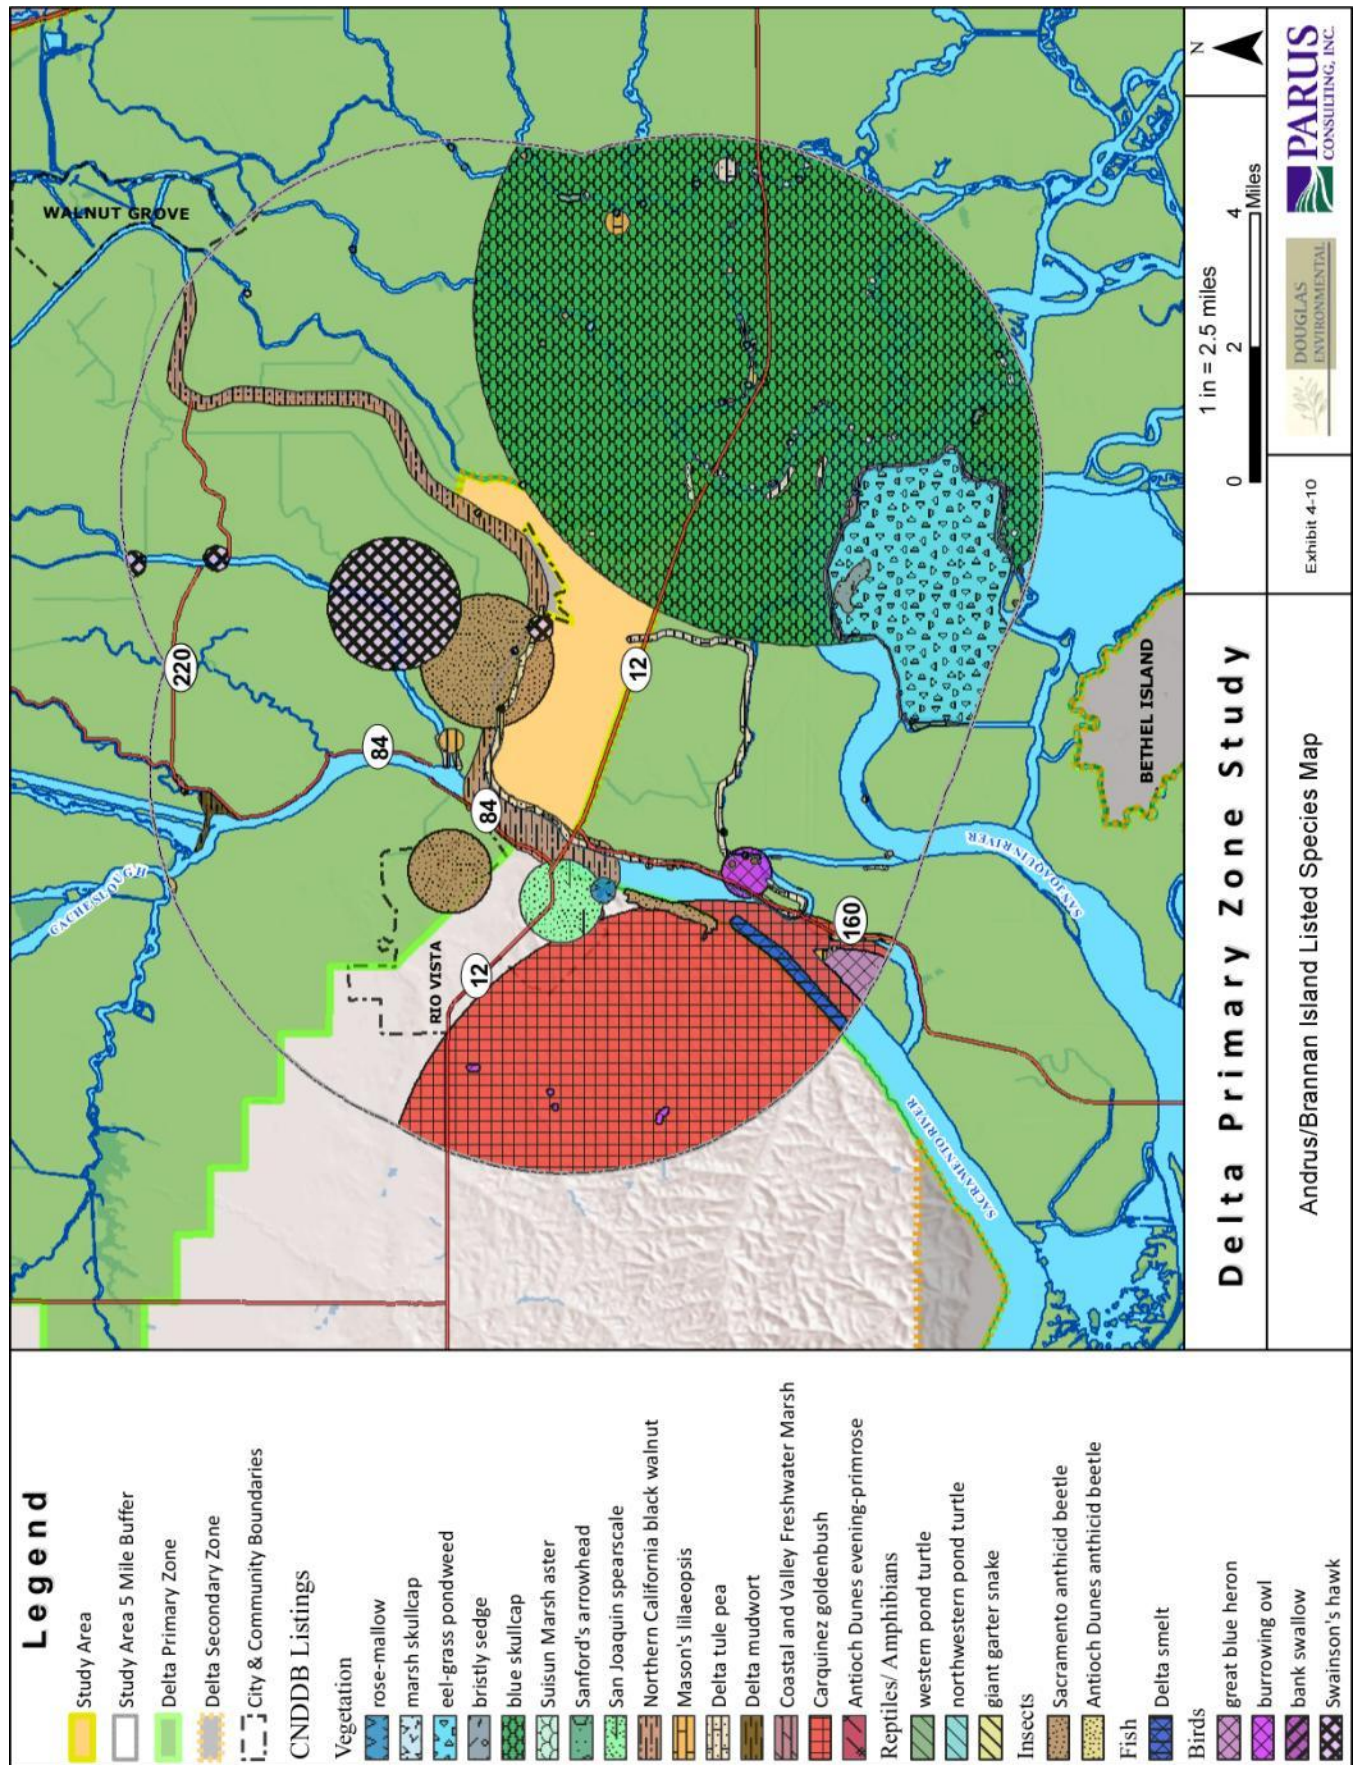 Legend
Study Area
Study Area 5 Mile Buffer
Delta Primary Zone
Delta Secondary Zone
City & Community Boundaries
CNDDB Listings
Vegetation
rose-mallow
marsh skullcap
eel-grass pondweed
bristly sedge
blue skullcap
Suisun Marsh aster
Sanford's arrowhead
San Joaquin spearscale
Northern California black walnut
Mason's lilaeopsis
Delta tule pea
Delta mudwort
Coastal and Valley Freshwater Marsh
Carquinez goldenbush
Antioch Dunes evening-primrose
Reptiles/ Amphibians
western pond turtle
northwestern pond turtle
giant garter snake
Insects
Sacramento anthicid beetle
Antioch Dunes anthicid beetle
Fish
Delta smelt
Birds
great blue heron
burrowing owl
bank swallow
Swainson's hawk
CACHE SLOUGH
220
WALNUT GROVE
84
84
RIO VISTA
12
12
160
SACRAMENTO RIVER
SAN JOAQUIN RIVER
BETHEL ISLAND
Delta Primary Zone Study
Andrus/Brannan Island Listed Species Map
1 in = 2.5 miles
0 2 4
Miles
N
Exhibit 4-10
DOUGLAS
ENVIRONMENTAL
PARUS
CONSULTING, INC.